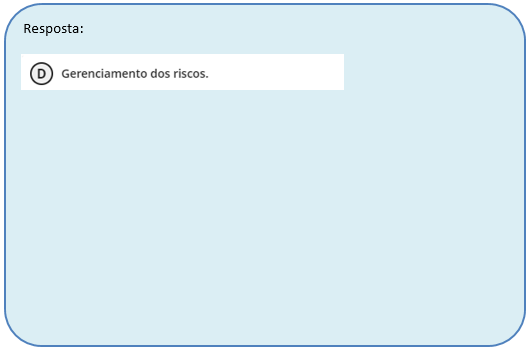 Resposta:
D Gerenciamento dos riscos.